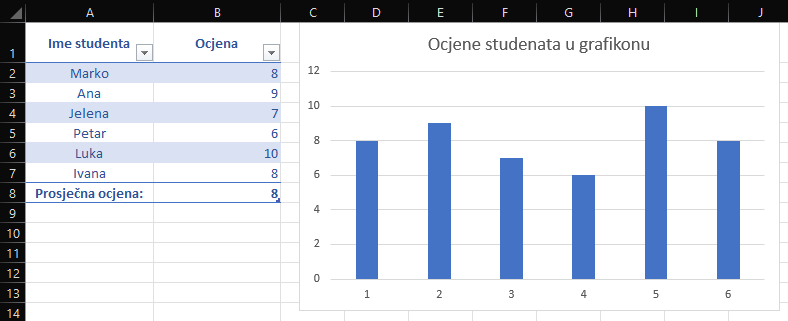 A B C D E F G H I J
1 Ime studenta Ocjena
2 Marko 8
3 Ana 9
4 Jelena 7
5 Petar 6
6 Luka 10
7 Ivana 8
8 Prosječna ocjena: 8
9
10
11
12
13
14
Ocjene studenata u grafikonu
12
10
8
6
4
2
0
1 2 3 4 5 6